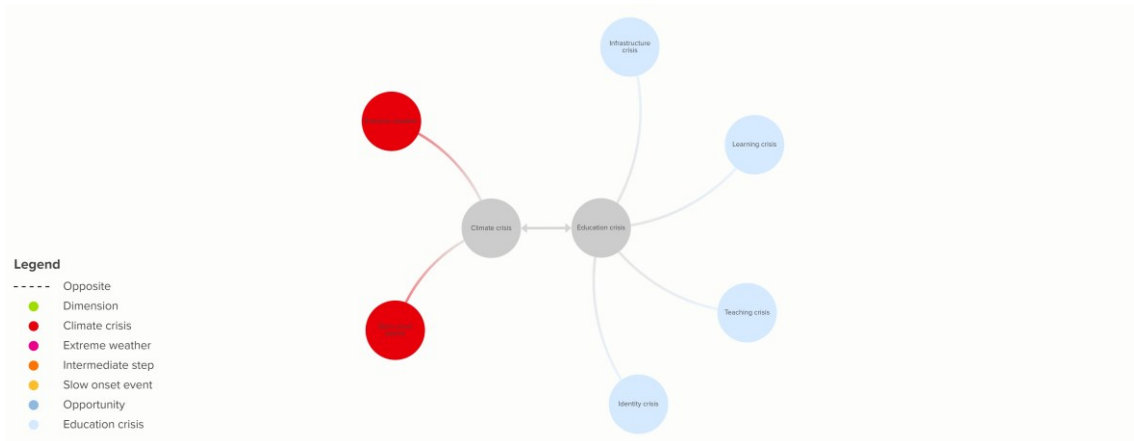 Infrastructure
crisis
Learning crisis
Climate crisis
Education crisis
Teaching crisis
Identity crisis
Legend
Opposite
Dimension
Climate crisis
Extreme weather
Intermediate step
Slow onset event
Opportunity
Education crisis